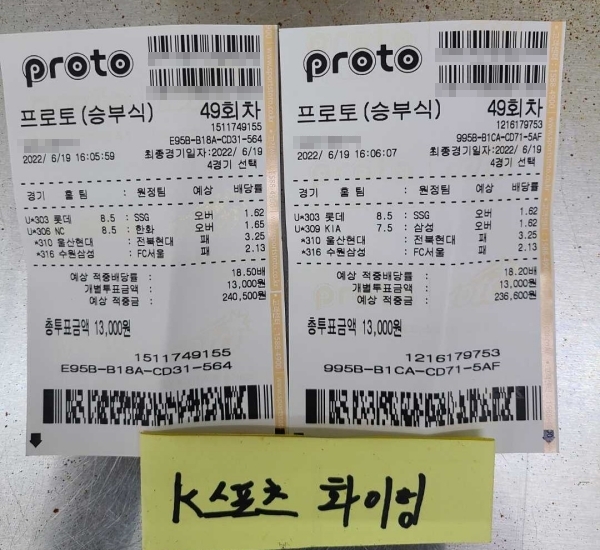 proto
프로토(승부식) 49회차
1511749155
E95B-B18A-CD31-564
2022/ 6/19 16:05:59 최종경기일자:2022/ 6/19
4경기 선택
경기 홈 팀 : 원정팀 예상 배당률
U*303 롯데 8.5 : SSG 오버 1.62
U*306 NC 8.5 : 한화 오버 1.65
*310 울산현대 : 전북현대 패 3.25
*316 수원삼성 : FC서울 패 2.13
예상 적중배당률 : 18.50배
개별투표금액 : 13,000원
예상 적중금 : 240,500원
총투표금액 13,000원
1511749155
E95B-B18A-CD31-564
proto
프로토(승부식) 49회차
1216179753
995B-B1CA-CD71-5AF
2022/ 6/19 16:06:07 최종경기일자:2022/ 6/19
4경기 선택
경기 홈 팀 : 원정팀 예상 배당률
U*303 롯데 8.5 : SSG 오버 1.62
U*309 KIA 7.5 : 삼성 오버 1.62
*310 울산현대 : 전북현대 패 3.25
*316 수원삼성 : FC서울 패 2.13
예상 적중배당률 : 18.20배
개별투표금액 : 13,000원
예상 적중금 : 236,600원
총투표금액 13,000원
1216179753
995B-B1CA-CD71-5AF
K스포츠 화이팅